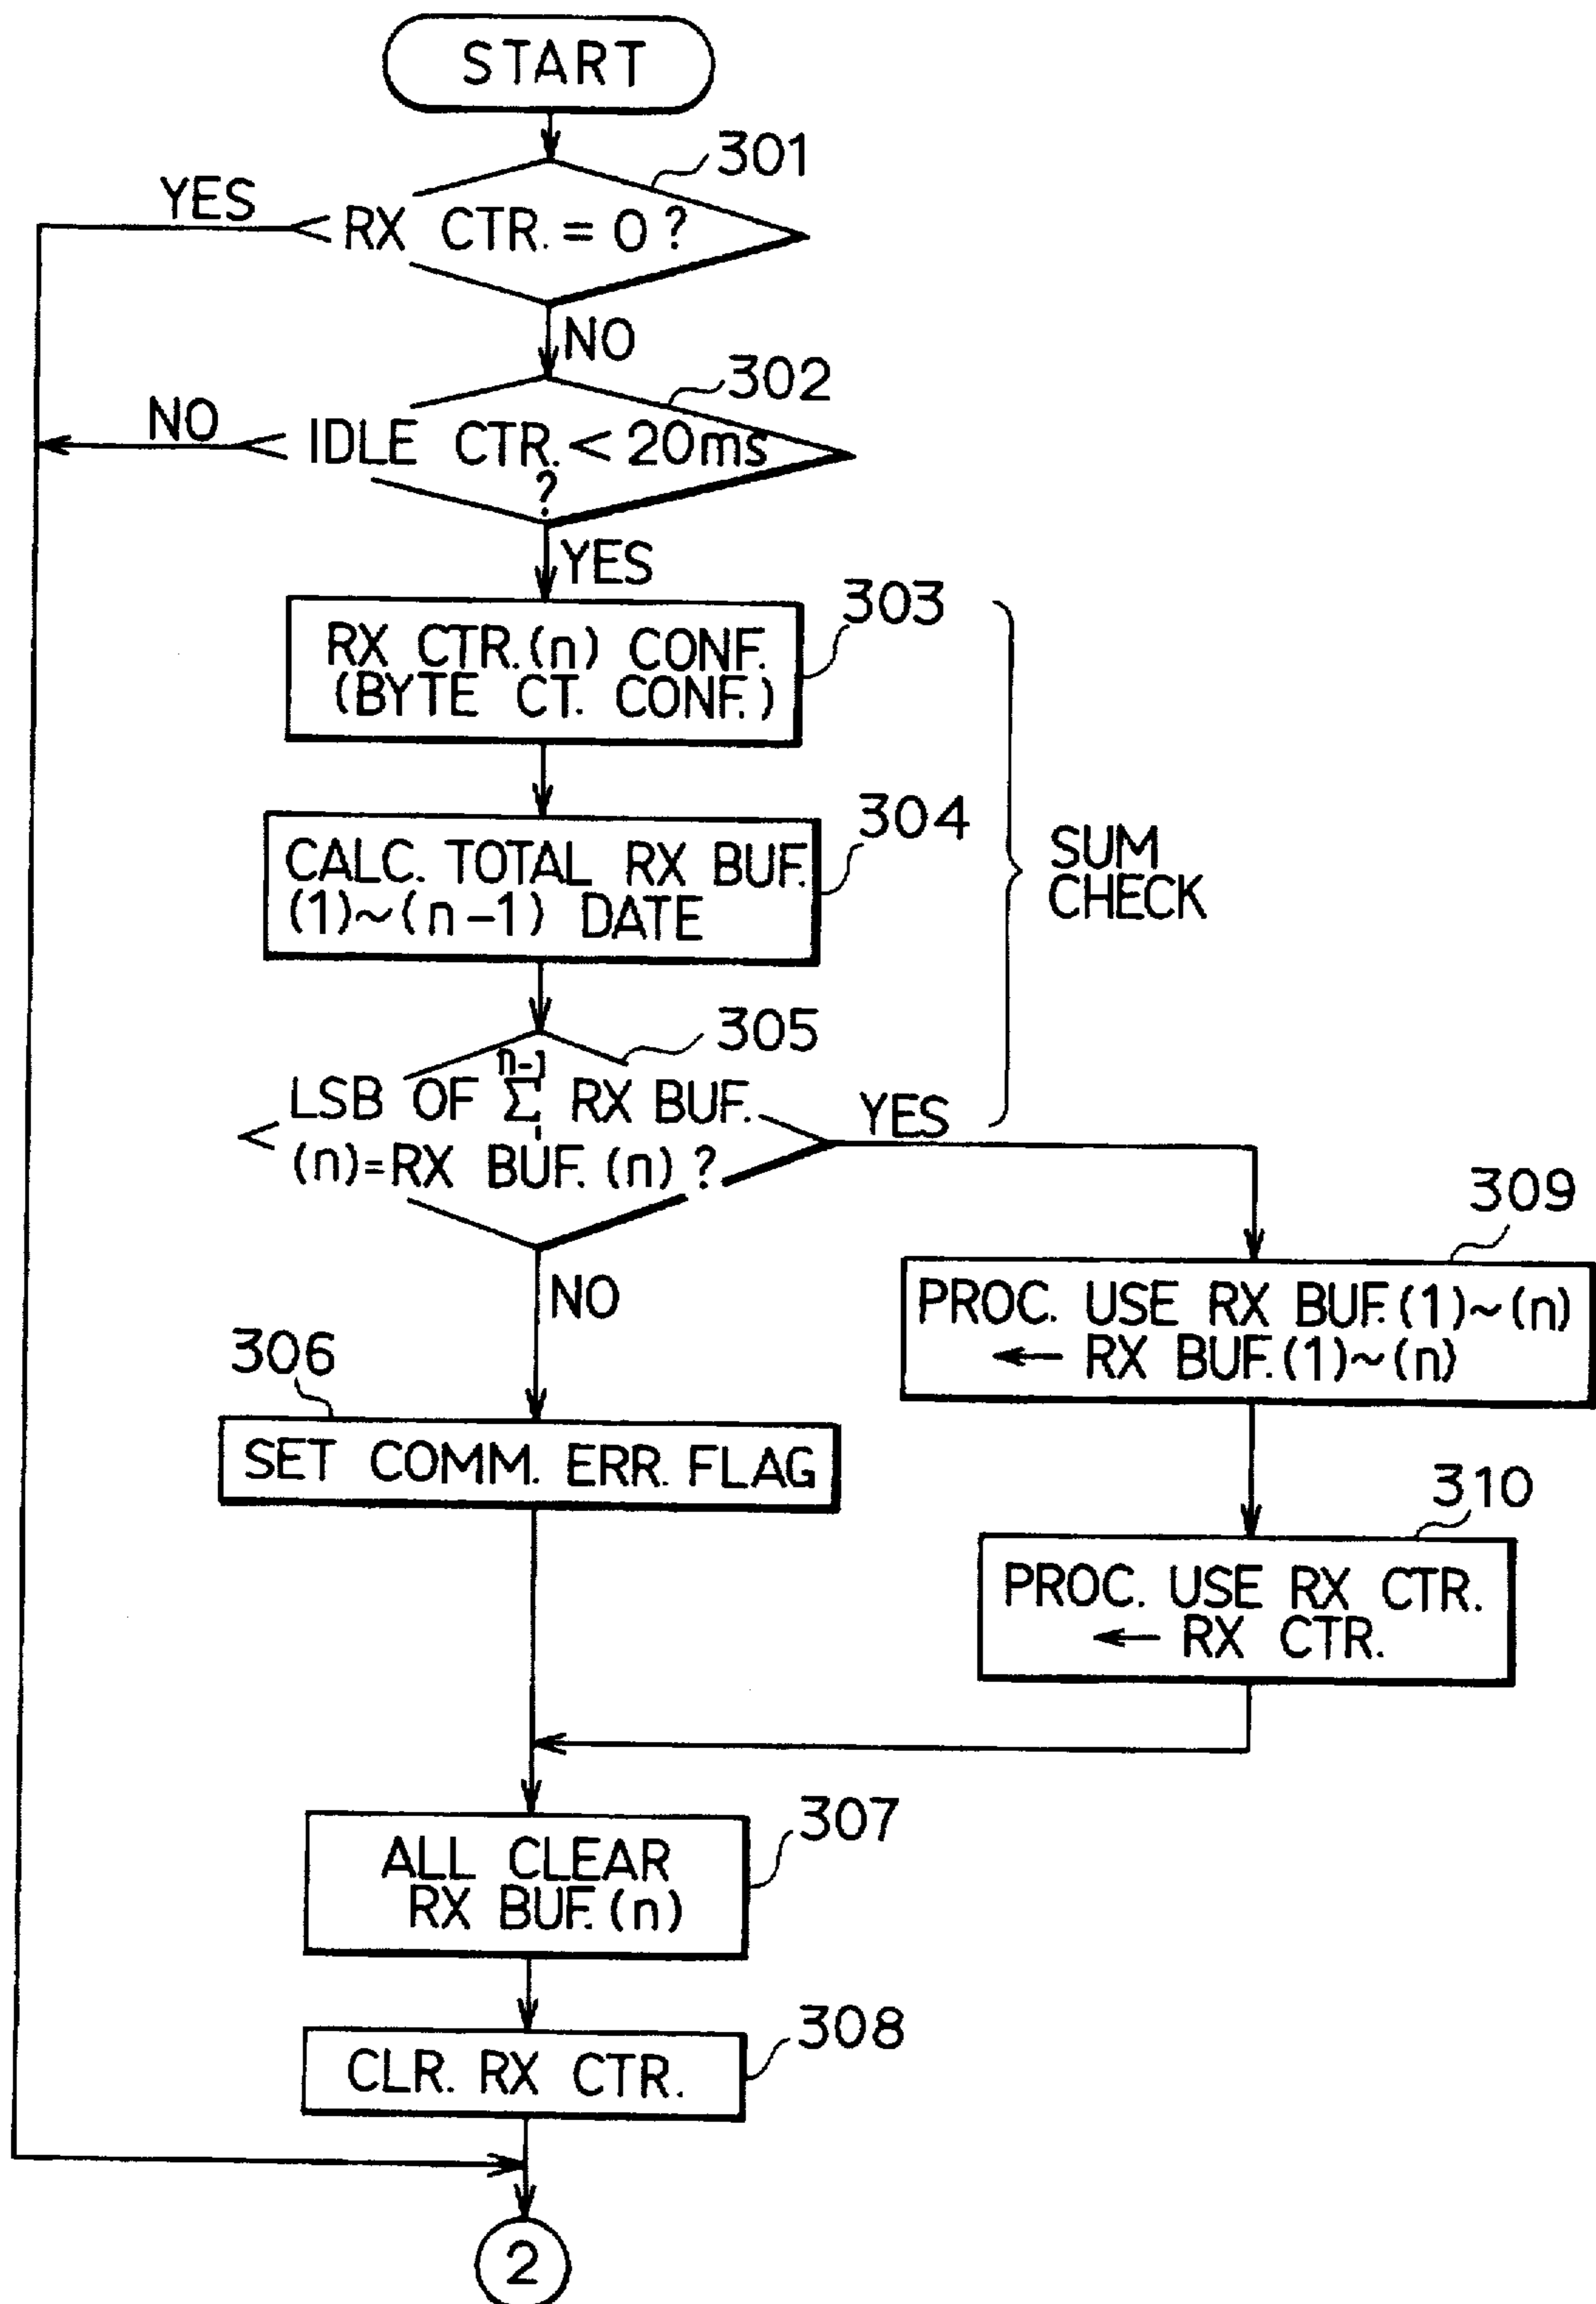 START
301
YES
RX CTR. = 0 ?
NO
302
NO
IDLE CTR. < 20ms
?
YES
303
RX CTR.(n) CONF.
(BYTE CT. CONF.)
304
CALC. TOTAL RX BUF.
(1)~(n-1) DATE
SUM
CHECK
305
n-1
LSB OF Σ RX BUF.
1
(n)=RX BUF. (n) ?
YES
NO
309
PROC. USE RX BUF.(1)~(n)
← RX BUF.(1)~(n)
306
SET COMM. ERR. FLAG
310
PROC. USE RX CTR.
← RX CTR.
307
ALL CLEAR
RX BUF.(n)
308
CLR. RX CTR.
2